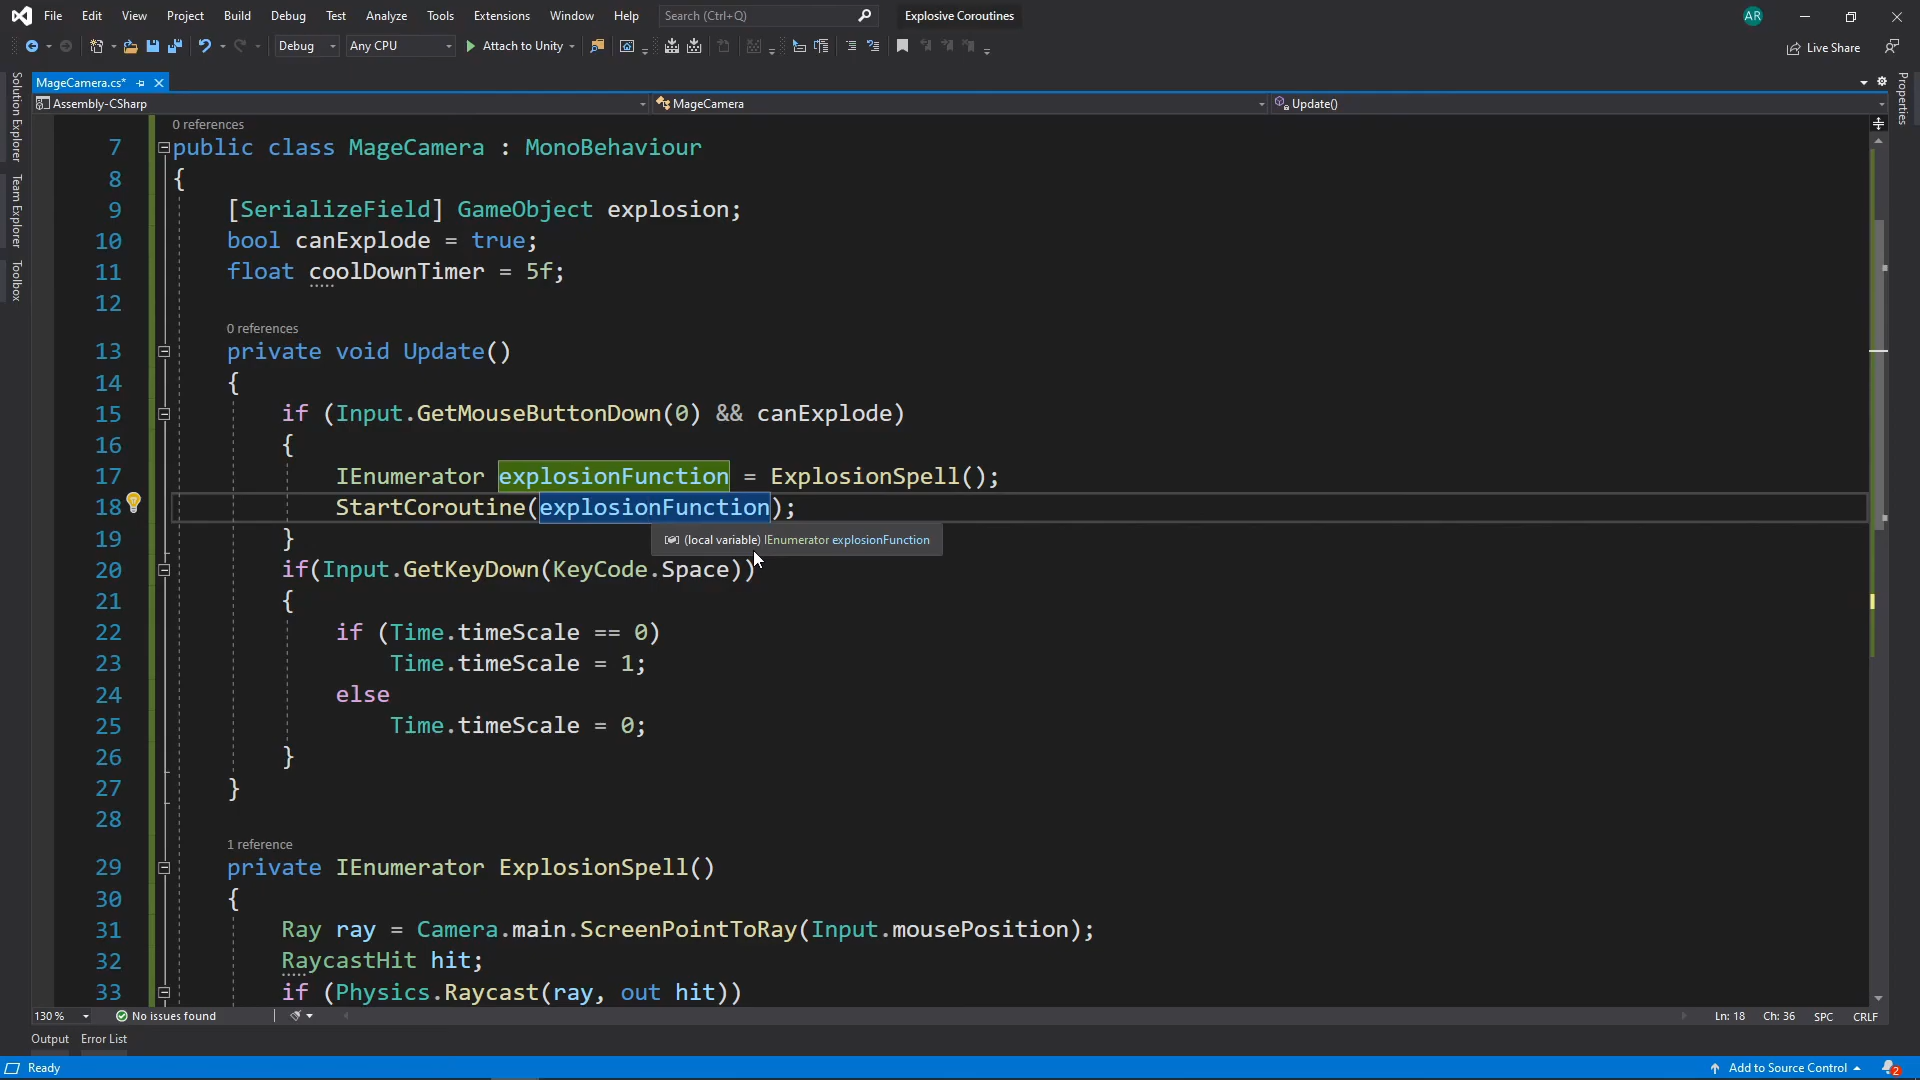 File Edit View Project Build Debug Test Analyze Tools Extensions Window Help Search (Ctrl+Q) Explosive Coroutines AR
Debug Any CPU Attach to Unity Live Share
Solution Explorer
Team Explorer
Toolbox
Properties
MageCamera.cs*
Assembly-CSharp MageCamera Update()
0 references
7 public class MageCamera : MonoBehaviour
8 {
9 [SerializeField] GameObject explosion;
10 bool canExplode = true;
11 float coolDownTimer = 5f;
12
0 references
13 private void Update()
14 {
15 if (Input.GetMouseButtonDown(0) && canExplode)
16 {
17 IEnumerator explosionFunction = ExplosionSpell();
18 StartCoroutine(explosionFunction);
19 }
(local variable) IEnumerator explosionFunction
20 if(Input.GetKeyDown(KeyCode.Space))
21 {
22 if (Time.timeScale == 0)
23 Time.timeScale = 1;
24 else
25 Time.timeScale = 0;
26 }
27 }
28
1 reference
29 private IEnumerator ExplosionSpell()
30 {
31 Ray ray = Camera.main.ScreenPointToRay(Input.mousePosition);
32 RaycastHit hit;
33 if (Physics.Raycast(ray, out hit))
130 % No issues found Ln: 18 Ch: 36 SPC CRLF
Output Error List
Ready Add to Source Control 2